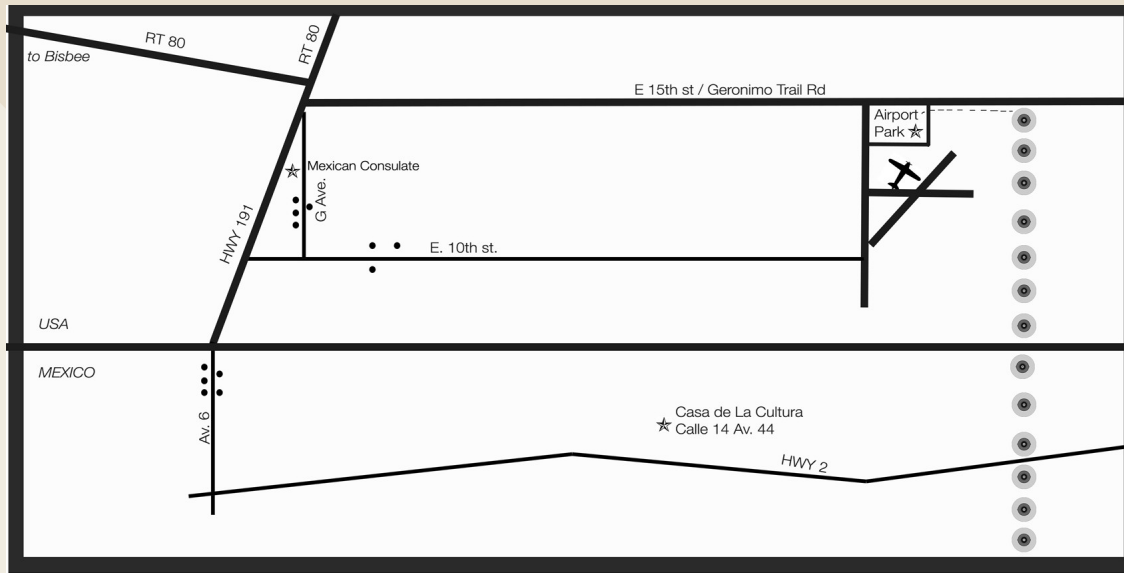 RT 80
RT 80
to Bisbee
E 15th st / Geronimo Trail Rd
Airport
Park
Mexican Consulate
G Ave.
HWY 191
E. 10th st.
USA
MEXICO
Av. 6
Casa de La Cultura
Calle 14 Av. 44
HWY 2